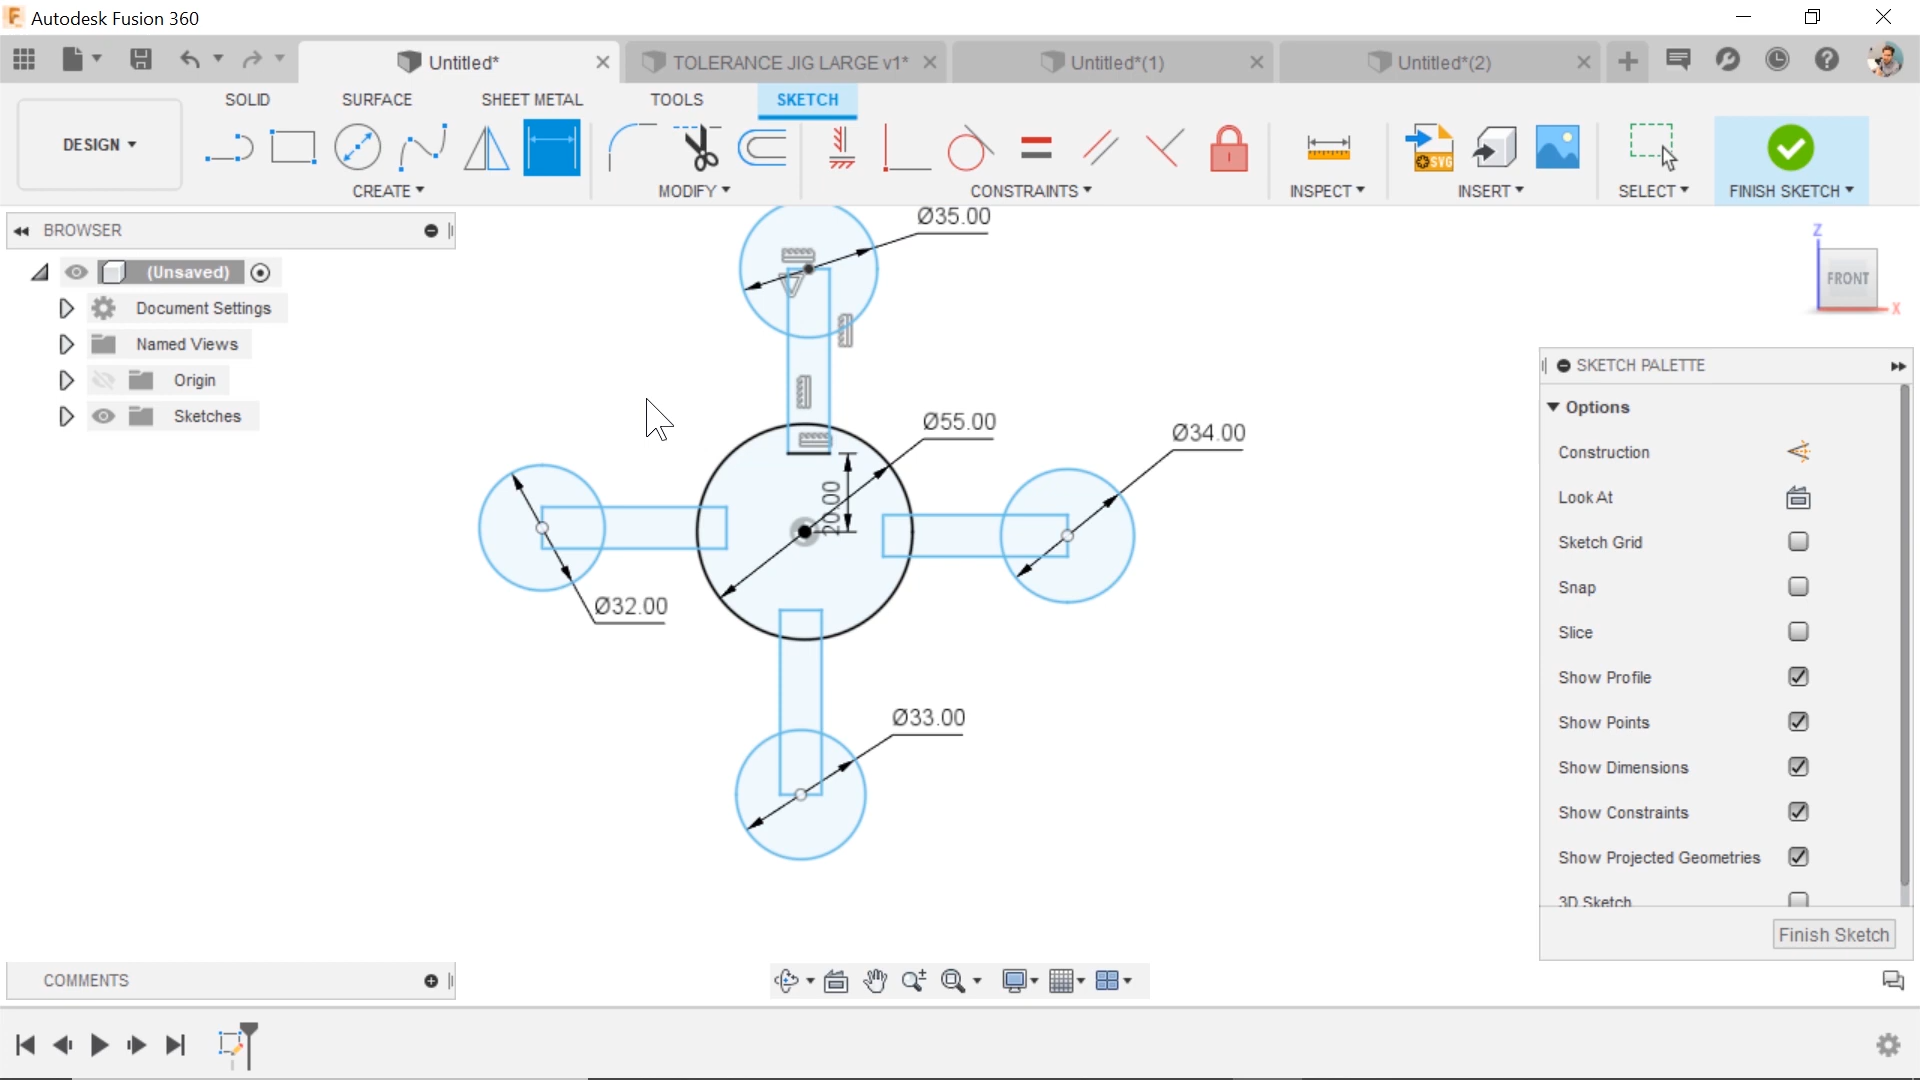 Autodesk Fusion 360
Untitled*
TOLERANCE JIG LARGE v1*
Untitled*(1)
Untitled*(2)
SOLID
SURFACE
SHEET METAL
TOOLS
SKETCH
DESIGN
SVG
CREATE
MODIFY
CONSTRAINTS
INSPECT
INSERT
SELECT
FINISH SKETCH
BROWSER
(Unsaved)
Document Settings
Named Views
Origin
Sketches
Ø35.00
Ø55.00
Ø34.00
20.00
Ø32.00
Ø33.00
Z
FRONT
X
SKETCH PALETTE
Options
Construction
Look At
Sketch Grid
Snap
Slice
Show Profile
Show Points
Show Dimensions
Show Constraints
Show Projected Geometries
3D Sketch
Finish Sketch
COMMENTS